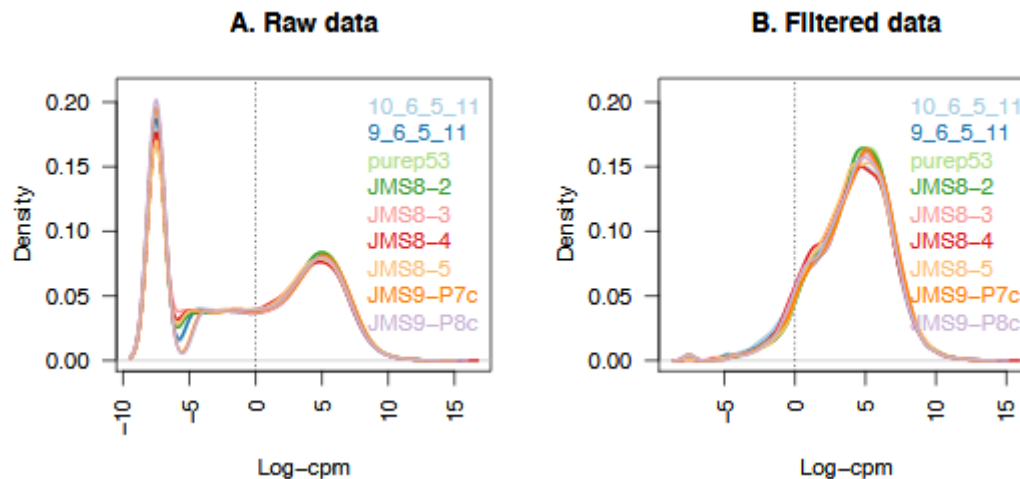 A. Raw data
Density
0.20
0.15
0.10
0.05
0.00
10_6_5_11
9_6_5_11
purep53
JMS8-2
JMS8-3
JMS8-4
JMS8-5
JMS9-P7c
JMS9-P8c
-10
-5
0
5
10
15
Log-cpm
B. Filtered data
Density
0.20
0.15
0.10
0.05
0.00
10_6_5_11
9_6_5_11
purep53
JMS8-2
JMS8-3
JMS8-4
JMS8-5
JMS9-P7c
JMS9-P8c
-5
0
5
10
15
Log-cpm